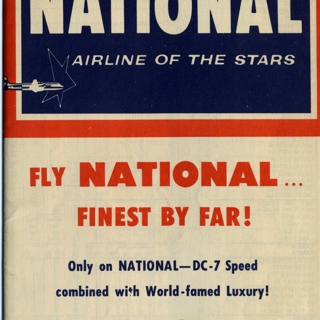 NATIONAL
AIRLINE OF THE STARS
FLY NATIONAL...
FINEST BY FAR!
Only on NATIONAL—DC-7 Speed
combined with World-famed Luxury!